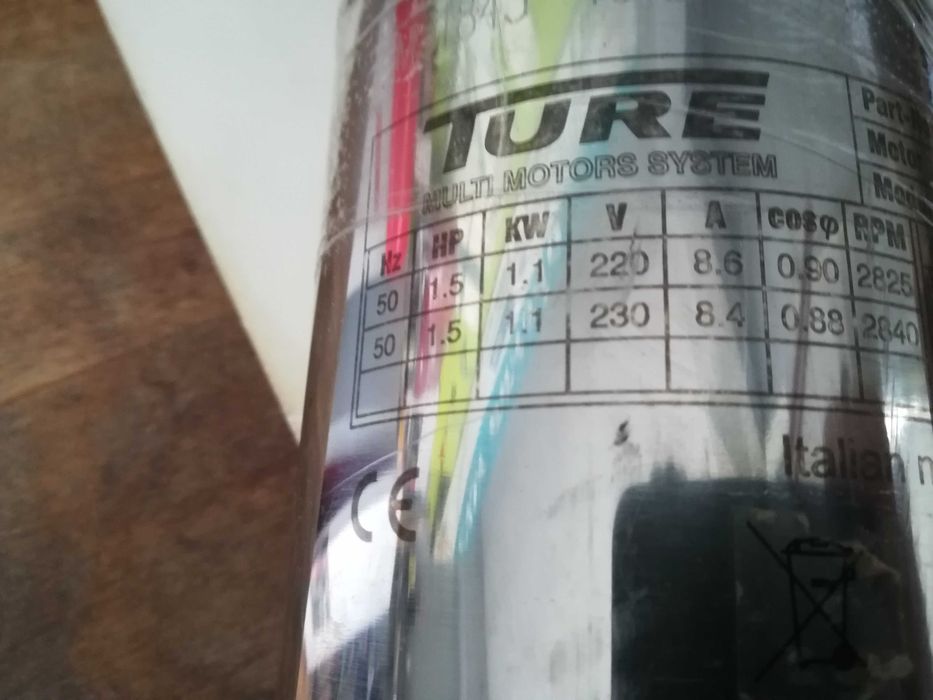 TURE
MULTI MOTORS SYSTEM
Hz HP KW V A cosφ RPM
50 1.5 1.1 220 8.6 0.90 2825
50 1.5 1.1 230 8.4 0.88 2840
CE
Italian